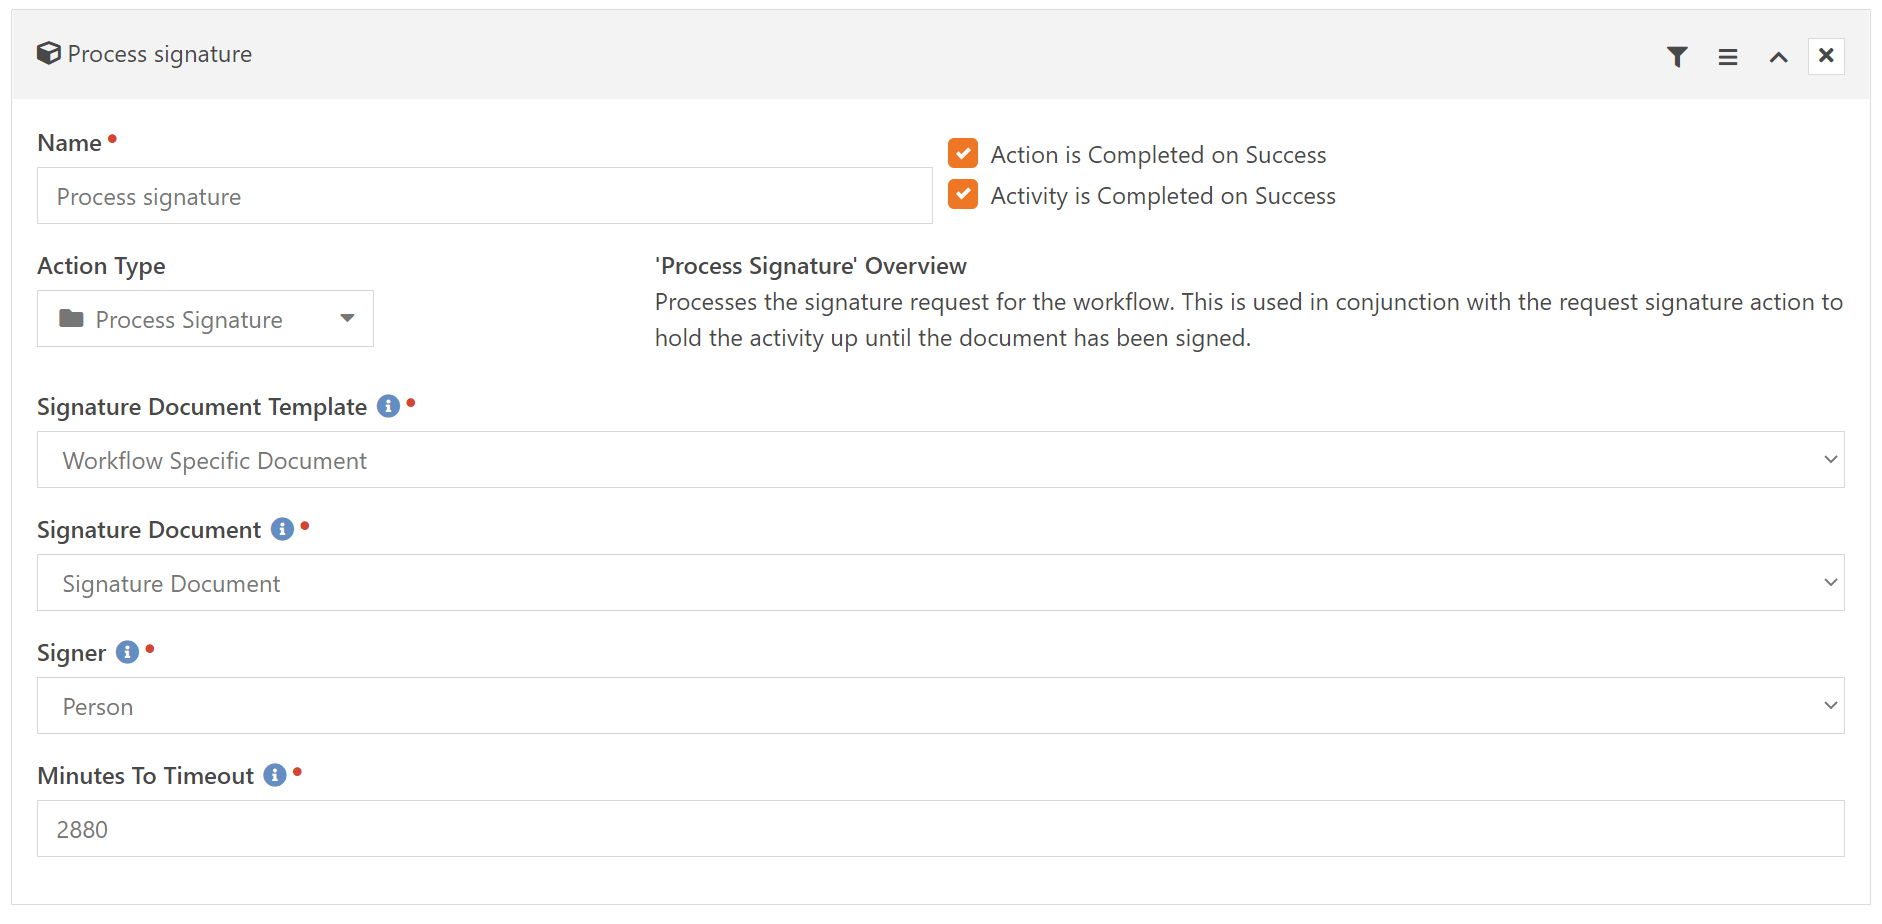 Process signature
Name
Action is Completed on Success
Process signature
Activity is Completed on Success
Action Type
'Process Signature' Overview
Process Signature
Processes the signature request for the workflow. This is used in conjunction with the request signature action to
hold the activity up until the document has been signed.
Signature Document Template
Workflow Specific Document
Signature Document
Signature Document
Signer
Person
Minutes To Timeout
2880